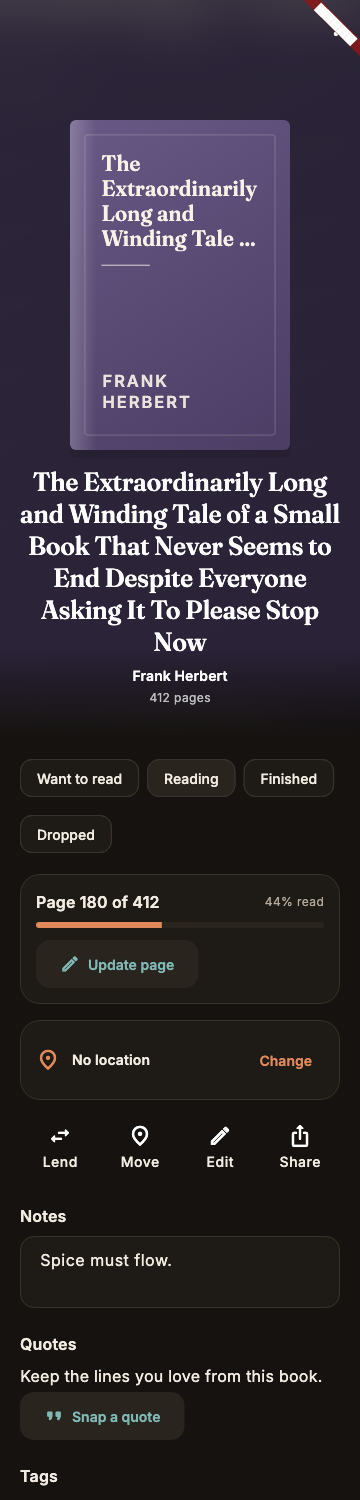 The
Extraordinarily
Long and
Winding Tale ...
FRANK
HERBERT
The Extraordinarily Long
and Winding Tale of a Small
Book That Never Seems to
End Despite Everyone
Asking It To Please Stop
Now
Frank Herbert
412 pages
Want to read
Reading
Finished
Dropped
Page 180 of 412
44% read
Update page
No location
Change
Lend
Move
Edit
Share
Notes
Spice must flow.
Quotes
Keep the lines you love from this book.
Snap a quote
Tags